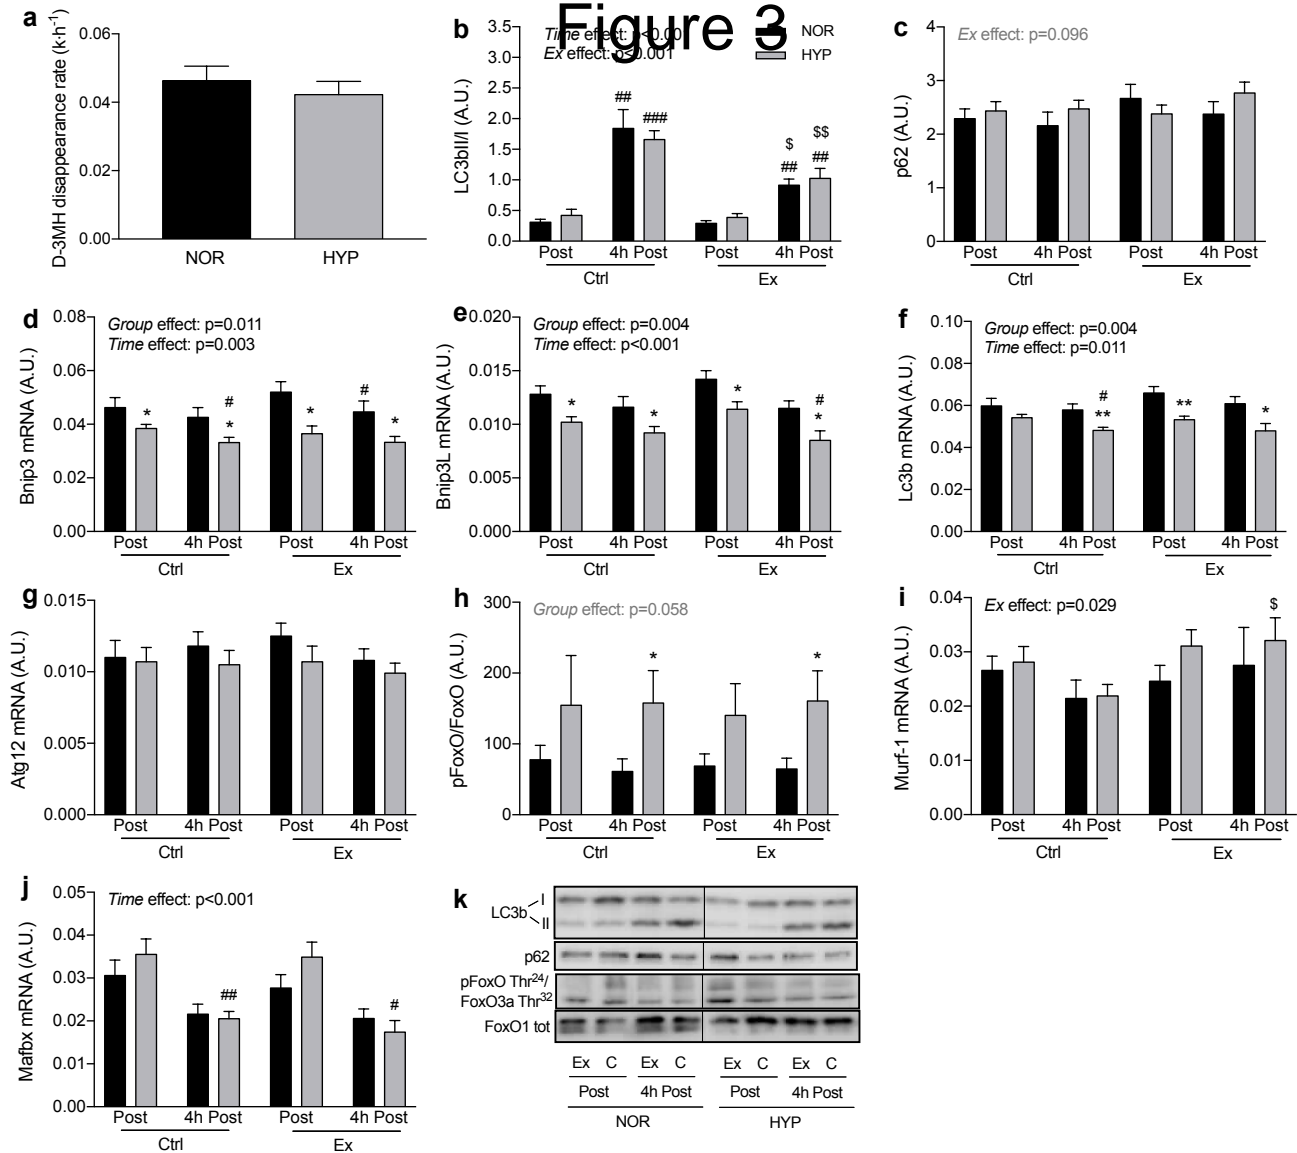 Figure 3
a
D-3MH disappearance rate (k·h-1)
0.06
0.04
0.02
0.00
NOR
HYP
b
Time effect: p<0.00
Ex effect: p<0.001
NOR
HYP
LC3bII/I (A.U.)
3.5
3.0
2.5
2.0
1.5
1.0
0.5
0.0
##
###
$
##
$$
##
Post
4h Post
Post
4h Post
Ctrl
Ex
c
Ex effect: p=0.096
p62 (A.U.)
4
3
2
1
0
Post
4h Post
Post
4h Post
Ctrl
Ex
d
Group effect: p=0.011
Time effect: p=0.003
Bnip3 mRNA (A.U.)
0.08
0.06
0.04
0.02
0.00
*
#
*
*
#
*
Post
4h Post
Post
4h Post
Ctrl
Ex
e
Group effect: p=0.004
Time effect: p<0.001
Bnip3L mRNA (A.U.)
0.020
0.015
0.010
0.005
0.000
*
*
*
#
*
Post
4h Post
Post
4h Post
Ctrl
Ex
f
Group effect: p=0.004
Time effect: p=0.011
Lc3b mRNA (A.U.)
0.10
0.08
0.06
0.04
0.02
0.00
#
**
**
*
Post
4h Post
Post
4h Post
Ctrl
Ex
g
Atg12 mRNA (A.U.)
0.015
0.010
0.005
0.000
Post
4h Post
Post
4h Post
Ctrl
Ex
h
Group effect: p=0.058
pFoxO/FoxO (A.U.)
300
200
100
0
*
*
Post
4h Post
Post
4h Post
Ctrl
Ex
i
Ex effect: p=0.029
Murf-1 mRNA (A.U.)
0.04
0.03
0.02
0.01
0.00
$
Post
4h Post
Post
4h Post
Ctrl
Ex
j
Time effect: p<0.001
Mafbx mRNA (A.U.)
0.05
0.04
0.03
0.02
0.01
0.00
##
#
Post
4h Post
Post
4h Post
Ctrl
Ex
k
LC3b
I
II
p62
pFoxO Thr24/
FoxO3a Thr32
FoxO1 tot
Ex C Ex C Ex C Ex C
Post 4h Post Post 4h Post
NOR HYP